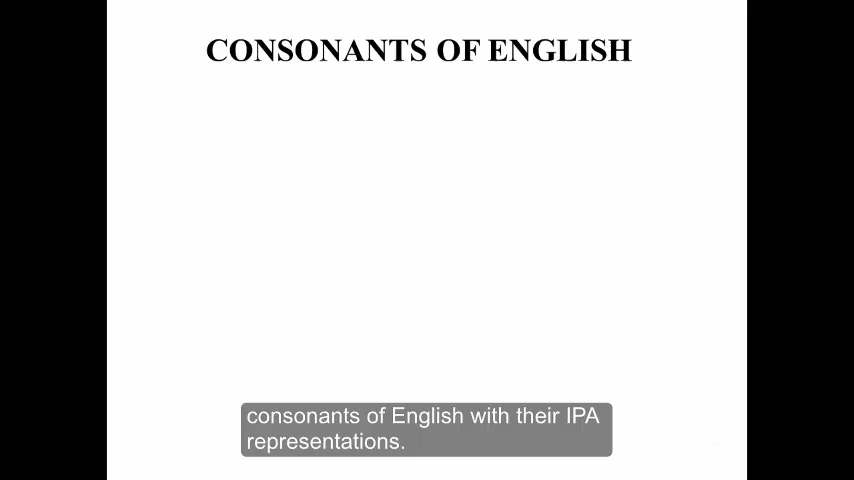 CONSONANTS OF ENGLISH
consonants of English with their IPA
representations.